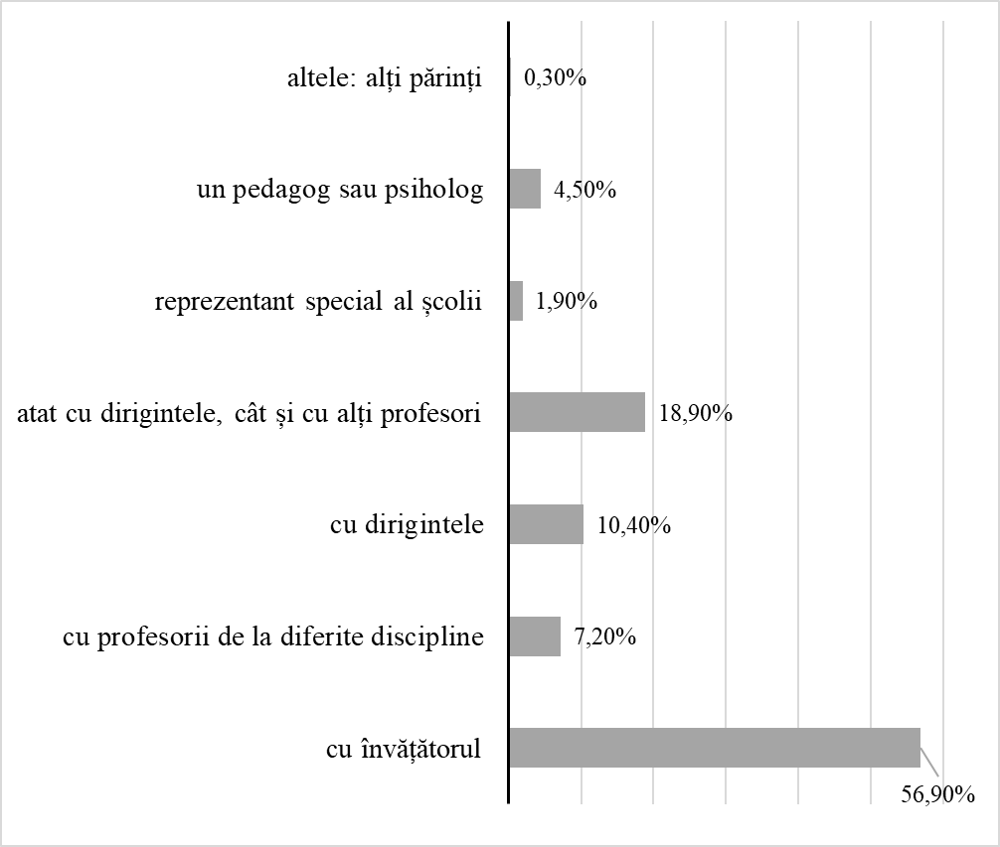 altele: alți părinți 0,30%
un pedagog sau psiholog 4,50%
reprezentant special al școlii 1,90%
atat cu dirigintele, cât și cu alți profesori 18,90%
cu dirigintele 10,40%
cu profesorii de la diferite discipline 7,20%
cu învățătorul 56,90%